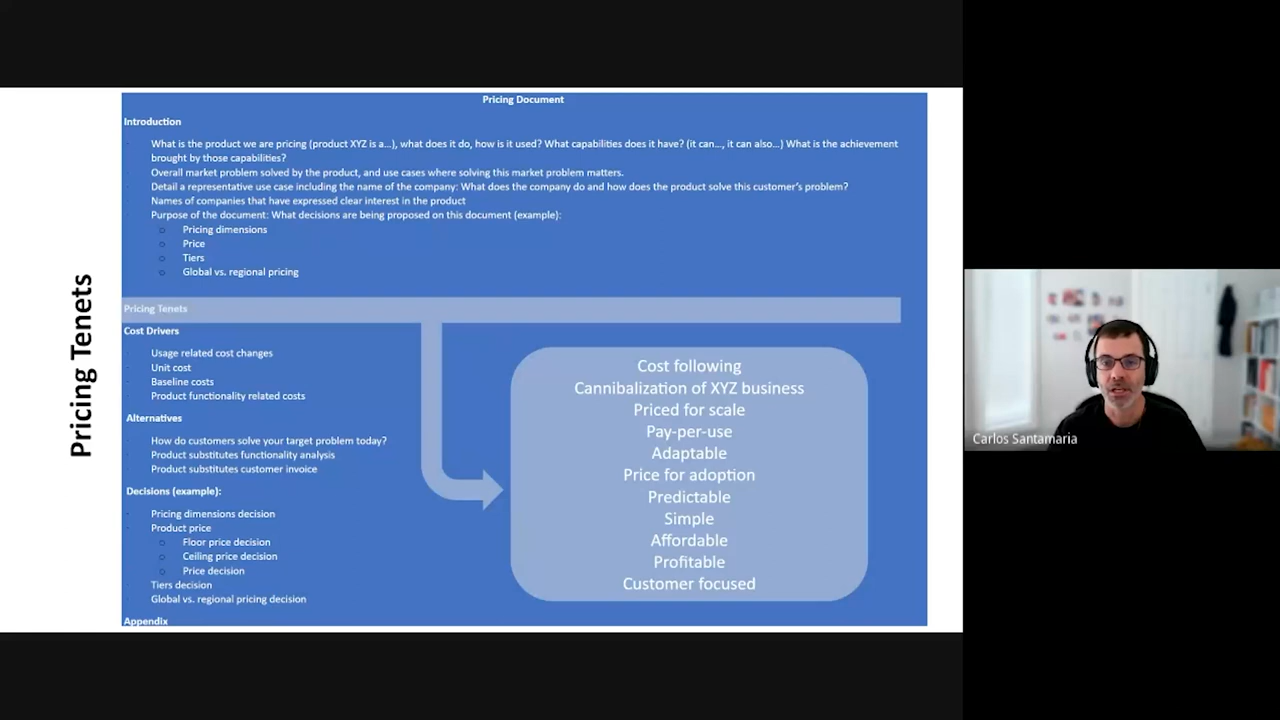 Pricing Tenets
Pricing Document
Introduction
What is the product we are pricing (product XYZ is a...), what does it do, how is it used? What capabilities does it have? (it can..., it can also...) What is the achievement
brought by those capabilities?
Overall market problem solved by the product, and use cases where solving this market problem matters.
Detail a representative use case including the name of the company: What does the company do and how does the product solve this customer's problem?
Names of companies that have expressed clear interest in the product
Purpose of the document: What decisions are being proposed on this document (example):
Pricing dimensions
Price
Tiers
Global vs. regional pricing
Pricing Tenets
Cost Drivers
Usage related cost changes
Unit cost
Baseline costs
Product functionality related costs
Alternatives
How do customers solve your target problem today?
Product substitutes functionality analysis
Product substitutes customer invoice
Decisions (example):
Pricing dimensions decision
Product price
Floor price decision
Ceiling price decision
Price decision
Tiers decision
Global vs. regional pricing decision
Appendix
Cost following
Cannibalization of XYZ business
Priced for scale
Pay-per-use
Adaptable
Price for adoption
Predictable
Simple
Affordable
Profitable
Customer focused
Carlos Santamaria